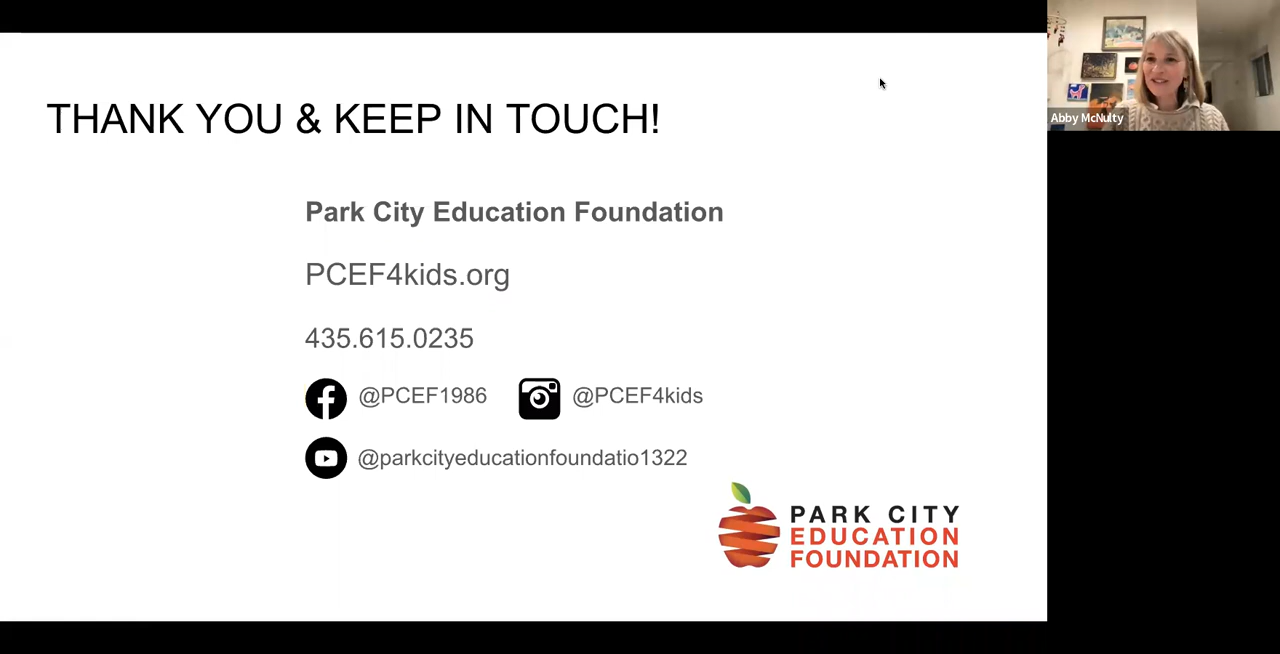 THANK YOU & KEEP IN TOUCH!
Park City Education Foundation
PCEF4kids.org
435.615.0235
@PCEF1986 @PCEF4kids
@parkcityeducationfoundatio1322
PARK CITY
EDUCATION
FOUNDATION
Abby McNulty